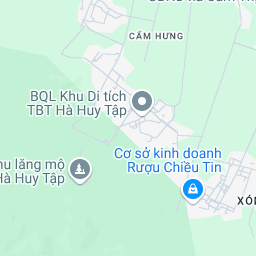 CẨM HƯNG
BQL Khu Di tích
TBT Hà Huy Tập
Cơ sở kinh doanh
Rượu Chiều Tin
hu lăng mộ
Hà Huy Tập